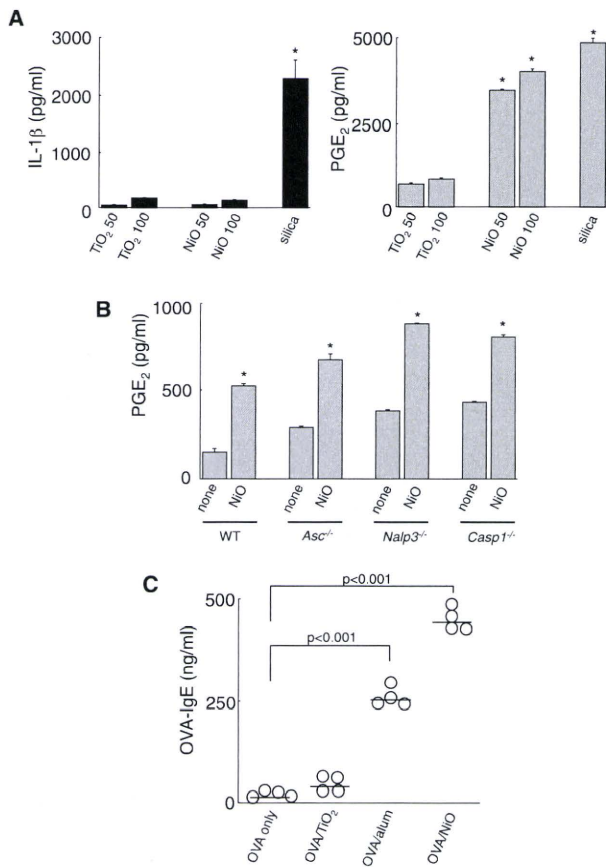 A
IL-1β (pg/ml)
3000
2000
1000
0
*
TiO2 50
TiO2 100
NiO 50
NiO 100
silica
PGE2 (pg/ml)
5000
2500
0
*
*
*
TiO2 50
TiO2 100
NiO 50
NiO 100
silica
B
PGE2 (pg/ml)
1000
500
0
*
*
*
*
none
NiO
none
NiO
none
NiO
none
NiO
WT
Asc-/-
Nalp3-/-
Casp1-/-
C
OVA-IgE (ng/ml)
500
250
0
p<0.001
p<0.001
OVA only
OVA/TiO2
OVA/alum
OVA/NiO